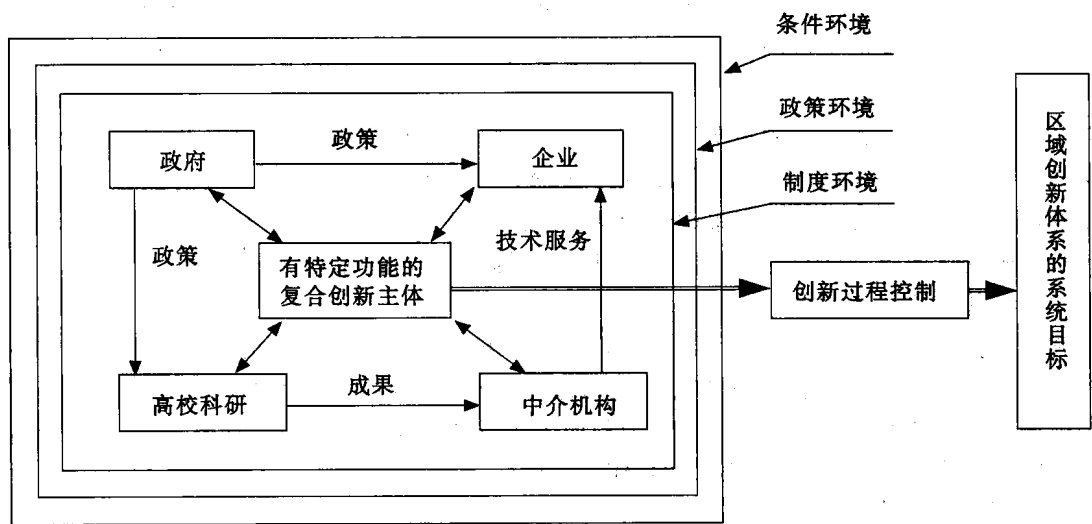 条件环境
政策环境
制度环境
政府
政策
企业
政策
技术服务
有特定功能的
复合创新主体
创新过程控制
区域创新体系的系统目标
高校科研
成果
中介机构